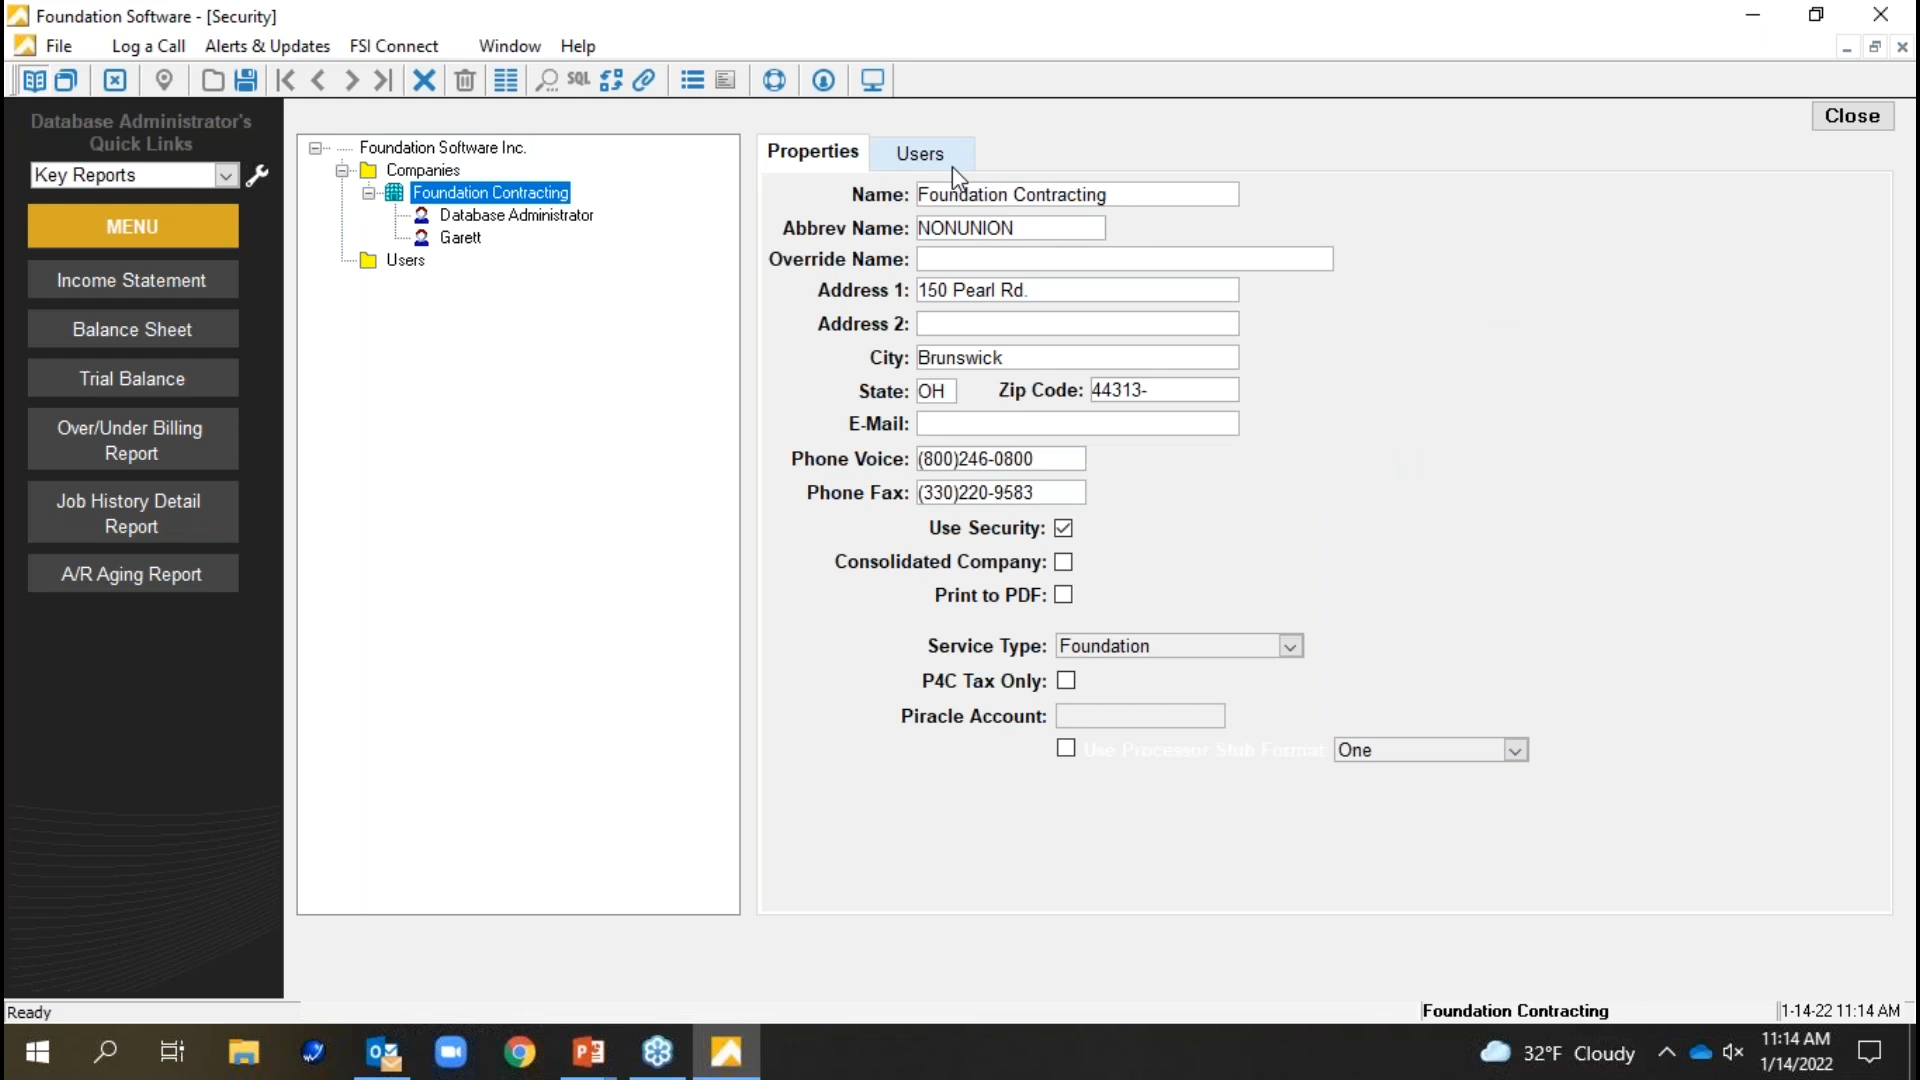 Foundation Software - [Security]
File Log a Call Alerts & Updates FSI Connect Window Help
SQL
Database Administrator's
Quick Links
Key Reports
MENU
Income Statement
Balance Sheet
Trial Balance
Over/Under Billing
Report
Job History Detail
Report
A/R Aging Report
Foundation Software Inc.
Companies
Foundation Contracting
Database Administrator
Garett
Users
Close
Properties Users
Name: Foundation Contracting
Abbrev Name: NONUNION
Override Name:
Address 1: 150 Pearl Rd.
Address 2:
City: Brunswick
State: OH Zip Code: 44313-
E-Mail:
Phone Voice: (800)246-0800
Phone Fax: (330)220-9583
Use Security:
Consolidated Company:
Print to PDF:
Service Type: Foundation
P4C Tax Only:
Piracle Account:
Use Processor Stub Format One
Ready Foundation Contracting 1-14-22 11:14 AM
32°F Cloudy
11:14 AM
1/14/2022